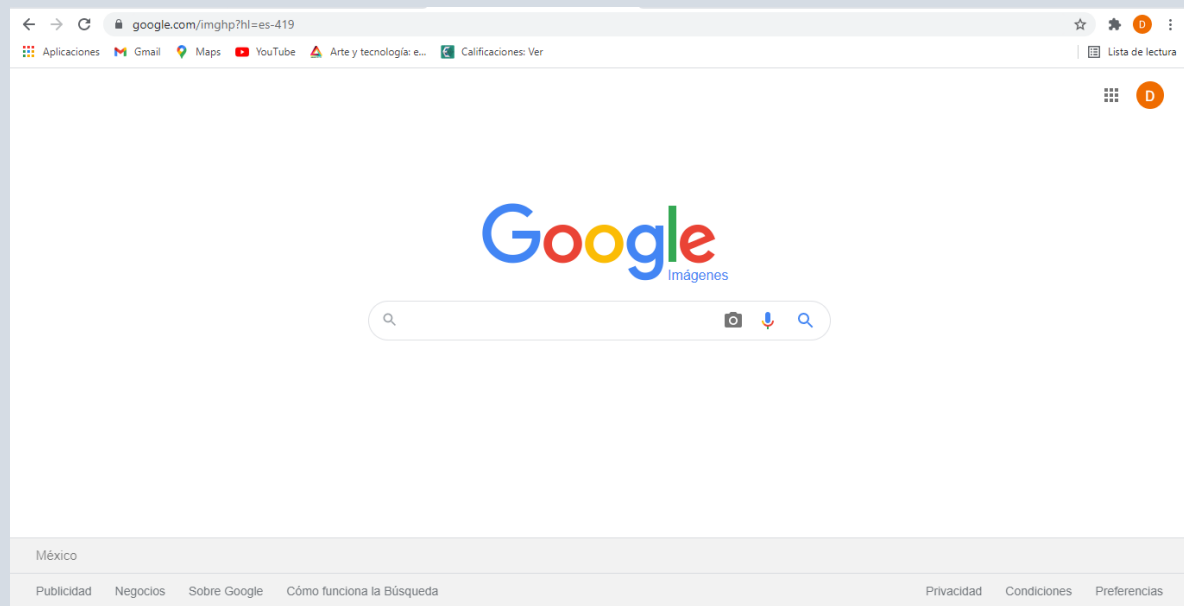 google.com/imghp?hl=es-419
D
Aplicaciones Gmail Maps YouTube Arte y tecnología: e... Calificaciones: Ver Lista de lectura
D
Google
Imágenes
México
Publicidad Negocios Sobre Google Cómo funciona la Búsqueda Privacidad Condiciones Preferencias